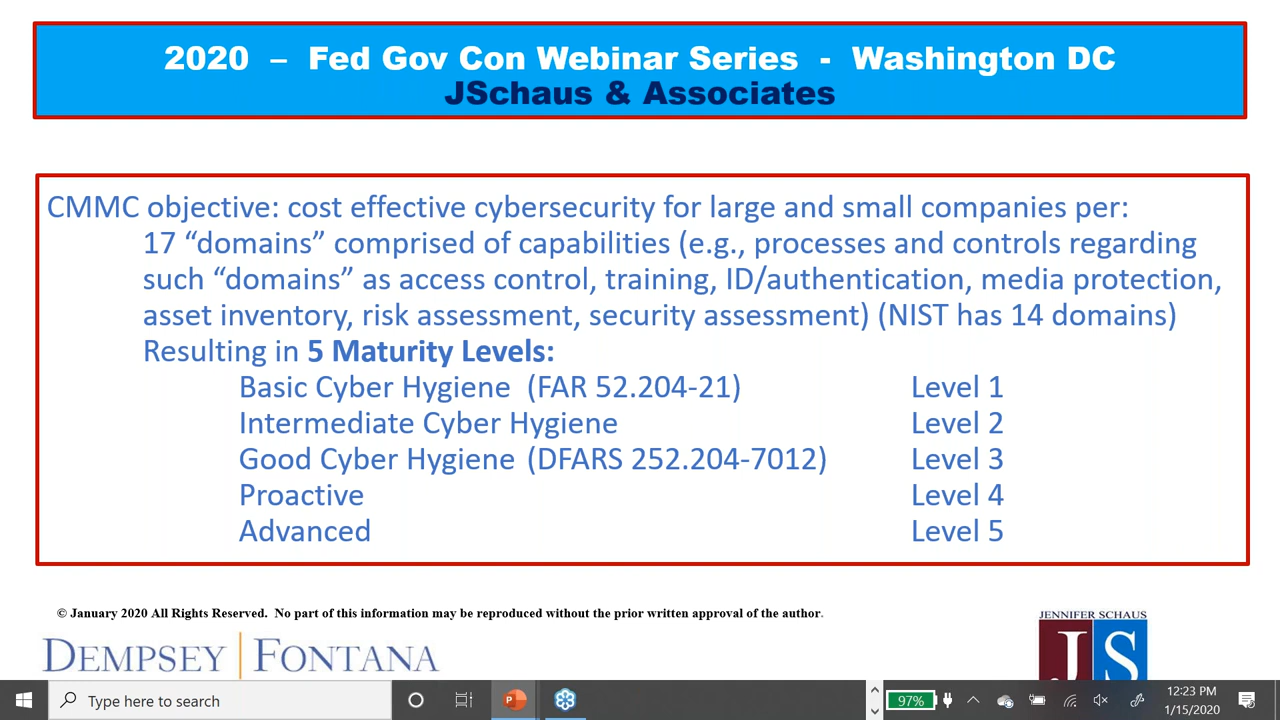 2020 – Fed Gov Con Webinar Series - Washington DC
JSchaus & Associates
CMMC objective: cost effective cybersecurity for large and small companies per:
17 “domains” comprised of capabilities (e.g., processes and controls regarding
such “domains” as access control, training, ID/authentication, media protection,
asset inventory, risk assessment, security assessment) (NIST has 14 domains)
Resulting in 5 Maturity Levels:
Basic Cyber Hygiene (FAR 52.204-21) Level 1
Intermediate Cyber Hygiene Level 2
Good Cyber Hygiene (DFARS 252.204-7012) Level 3
Proactive Level 4
Advanced Level 5
© January 2020 All Rights Reserved. No part of this information may be reproduced without the prior written approval of the author.
DEMPSEY | FONTANA
JENNIFER SCHAUS
JS
Type here to search
97%
12:23 PM
1/15/2020